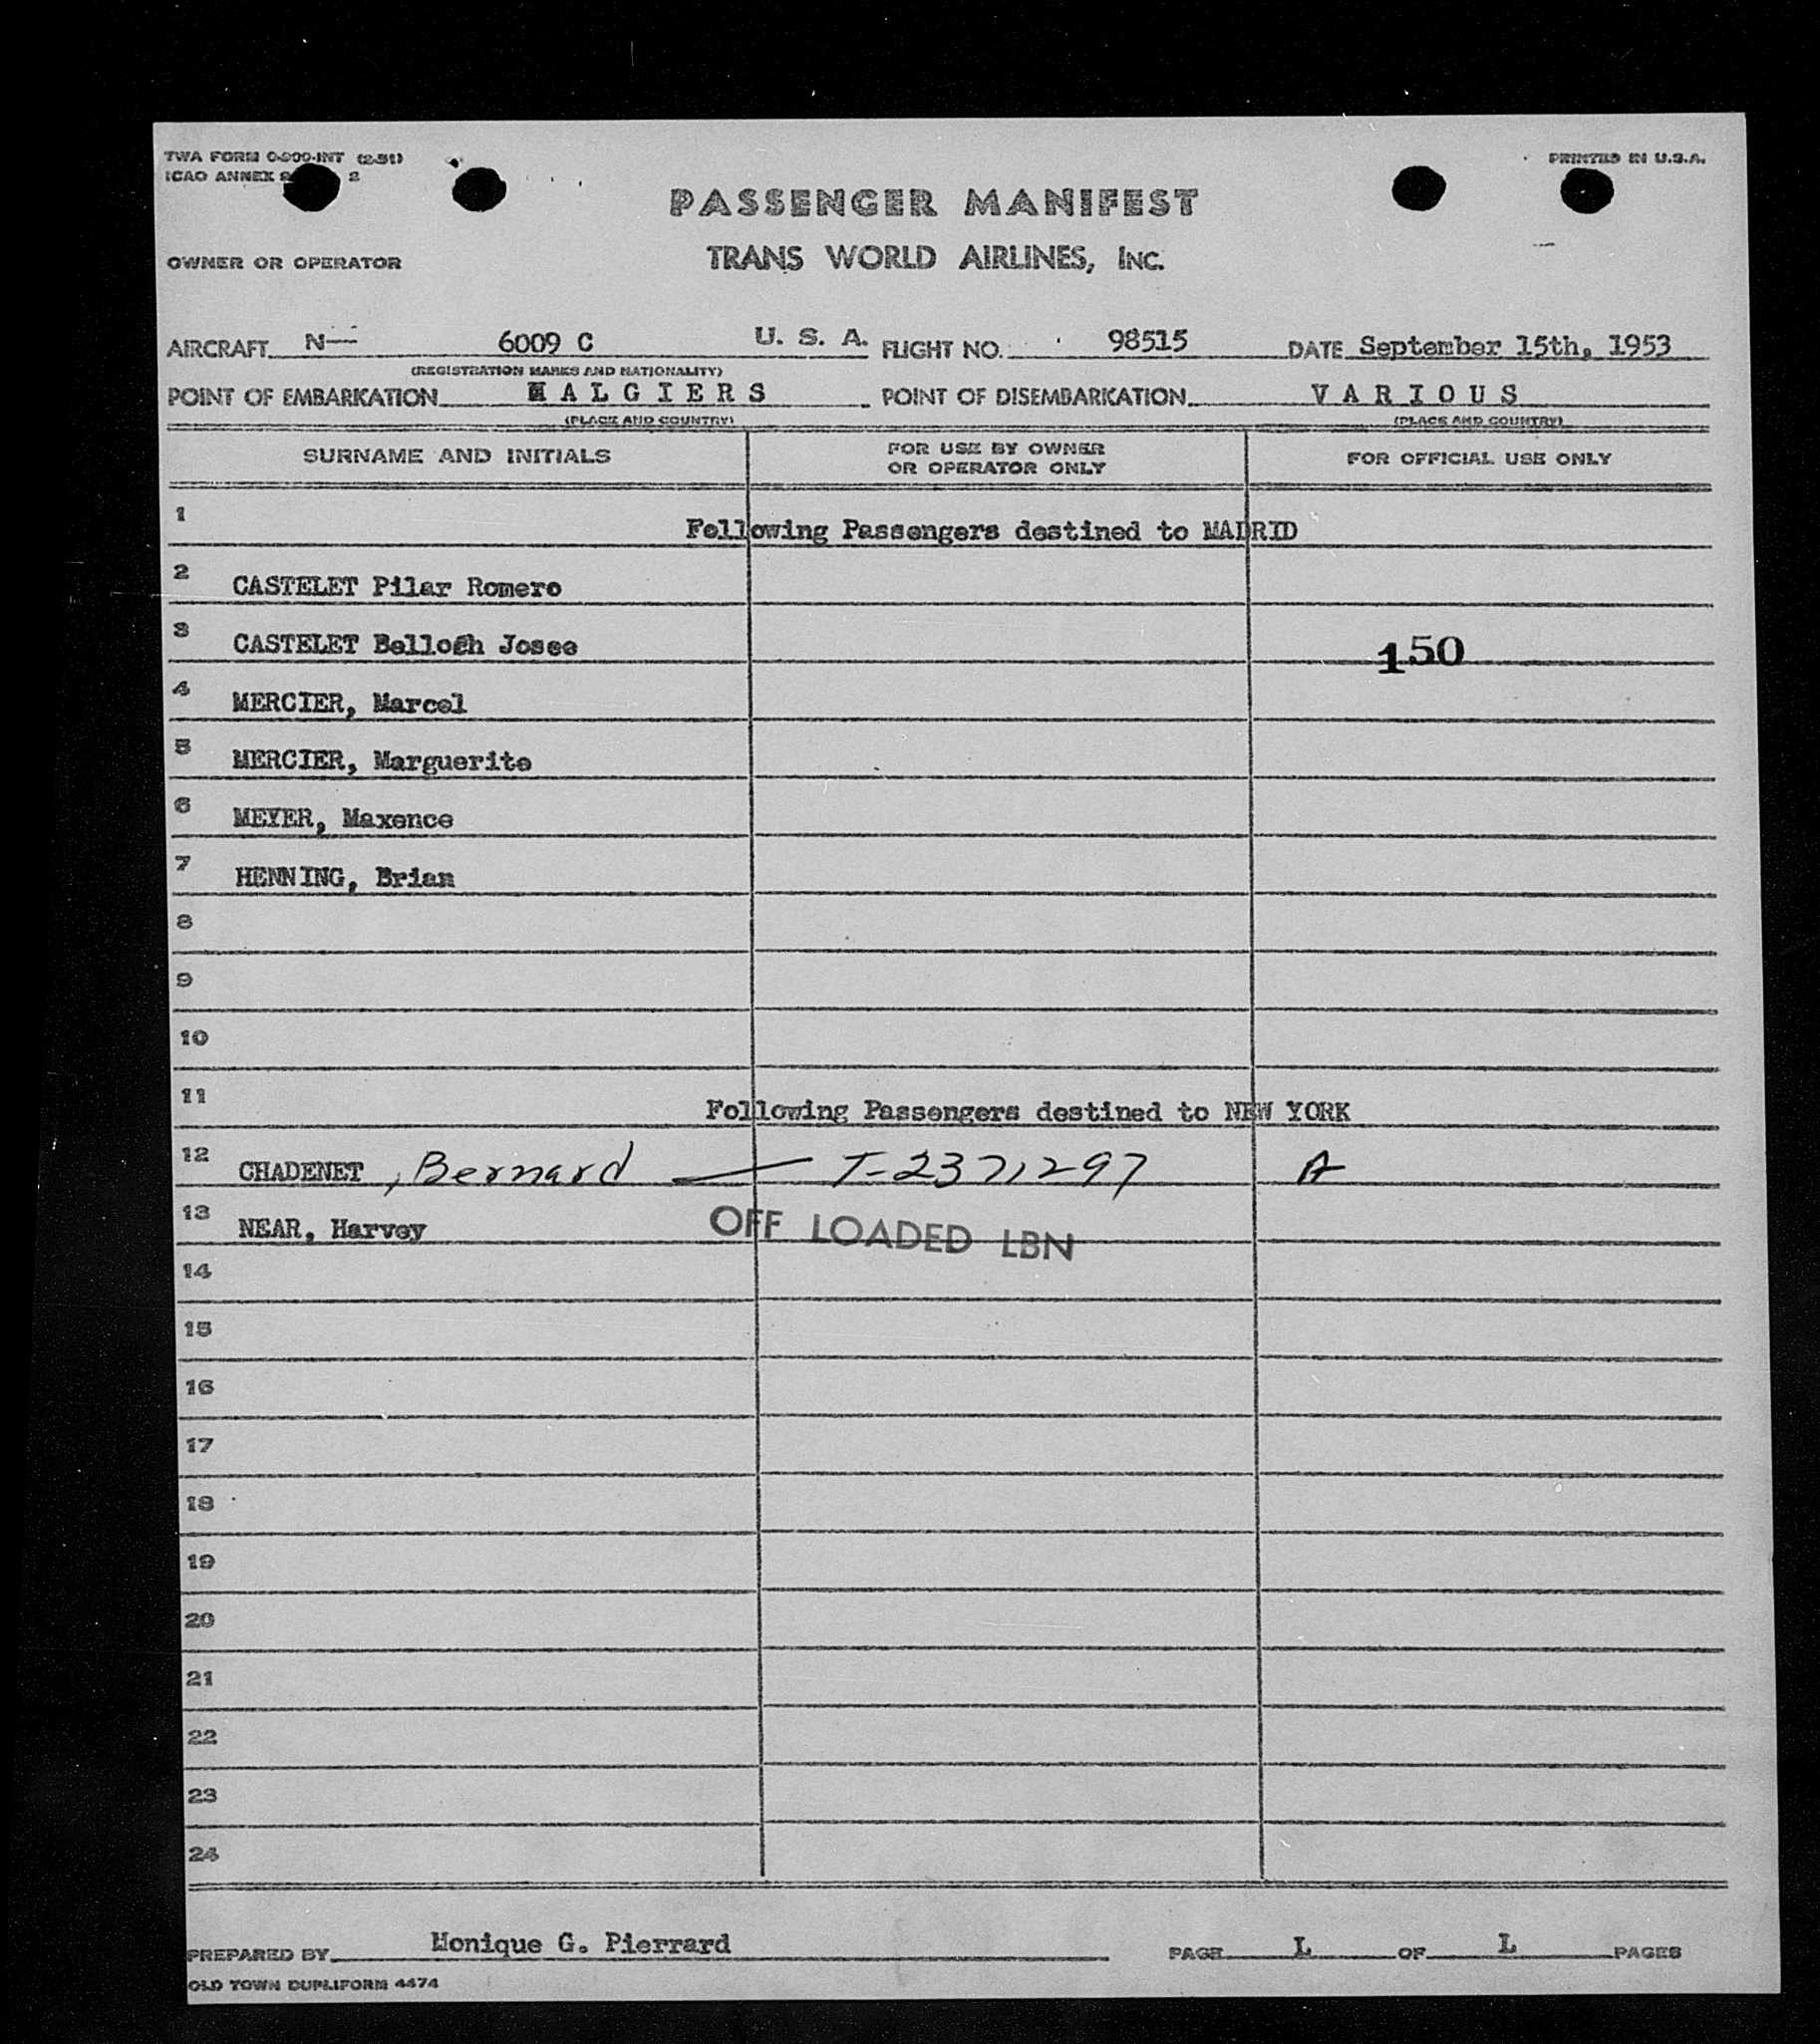 TWA FORM 0-900-INT (2-51)
PRINTED IN U.S.A.
ICAO ANNEX 2
PASSENGER MANIFEST
OWNER OR OPERATOR TRANS WORLD AIRLINES, INC.
AIRCRAFT N— 6009 C U. S. A. FLIGHT NO. 98515 DATE September 15th, 1953
(REGISTRATION MARKS AND NATIONALITY)
POINT OF EMBARKATION A L G I E R S POINT OF DISEMBARKATION V A R I O U S
(PLACE AND COUNTRY) (PLACE AND COUNTRY)
SURNAME AND INITIALS
FOR USE BY OWNER
OR OPERATOR ONLY
FOR OFFICIAL USE ONLY
1 Following Passengers destined to MADRID
2 CASTELET Pilar Romero
3 CASTELET Belloch Josee 150
4 MERCIER, Marcel
5 MERCIER, Marguerite
6 MEYER, Maxence
7 HENNING, Brian
8
9
10
11 Following Passengers destined to NEW YORK
12 CHADENET, Bernard — T-2371297 A
13 NEAR, Harvey OFF LOADED LBN
14
15
16
17
18
19
20
21
22
23
24
PREPARED BY Monique G. Pierrard PAGE L OF L PAGES
OLD TOWN DUPLIFORM 4474